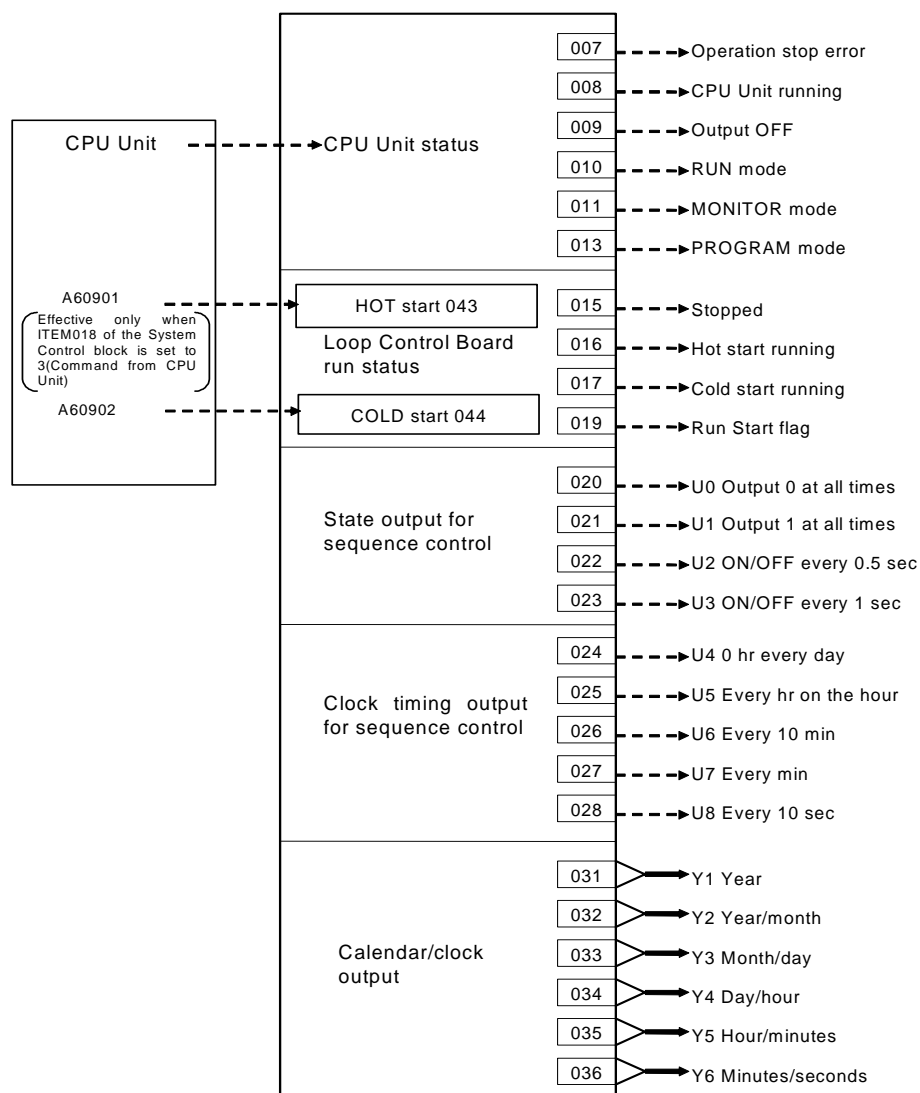 007
Operation stop error
008
CPU Unit running
CPU Unit
CPU Unit status
009
Output OFF
010
RUN mode
011
MONITOR mode
013
PROGRAM mode
A60901
Effective only when
ITEM018 of the System
Control block is set to
3(Command from CPU
Unit)
A60902
HOT start 043
Loop Control Board
run status
COLD start 044
015
Stopped
016
Hot start running
017
Cold start running
019
Run Start flag
State output for
sequence control
020
U0 Output 0 at all times
021
U1 Output 1 at all times
022
U2 ON/OFF every 0.5 sec
023
U3 ON/OFF every 1 sec
Clock timing output
for sequence control
024
U4 0 hr every day
025
U5 Every hr on the hour
026
U6 Every 10 min
027
U7 Every min
028
U8 Every 10 sec
Calendar/clock
output
031
Y1 Year
032
Y2 Year/month
033
Y3 Month/day
034
Y4 Day/hour
035
Y5 Hour/minutes
036
Y6 Minutes/seconds